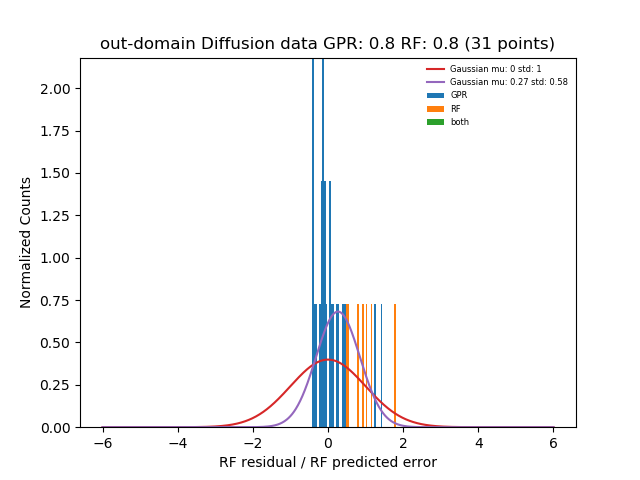 out-domain Diffusion data GPR: 0.8 RF: 0.8 (31 points)
Gaussian mu: 0 std: 1
Gaussian mu: 0.27 std: 0.58
GPR
RF
both
Normalized Counts
2.00
1.75
1.50
1.25
1.00
0.75
0.50
0.25
0.00
−6
−4
−2
0
2
4
6
RF residual / RF predicted error